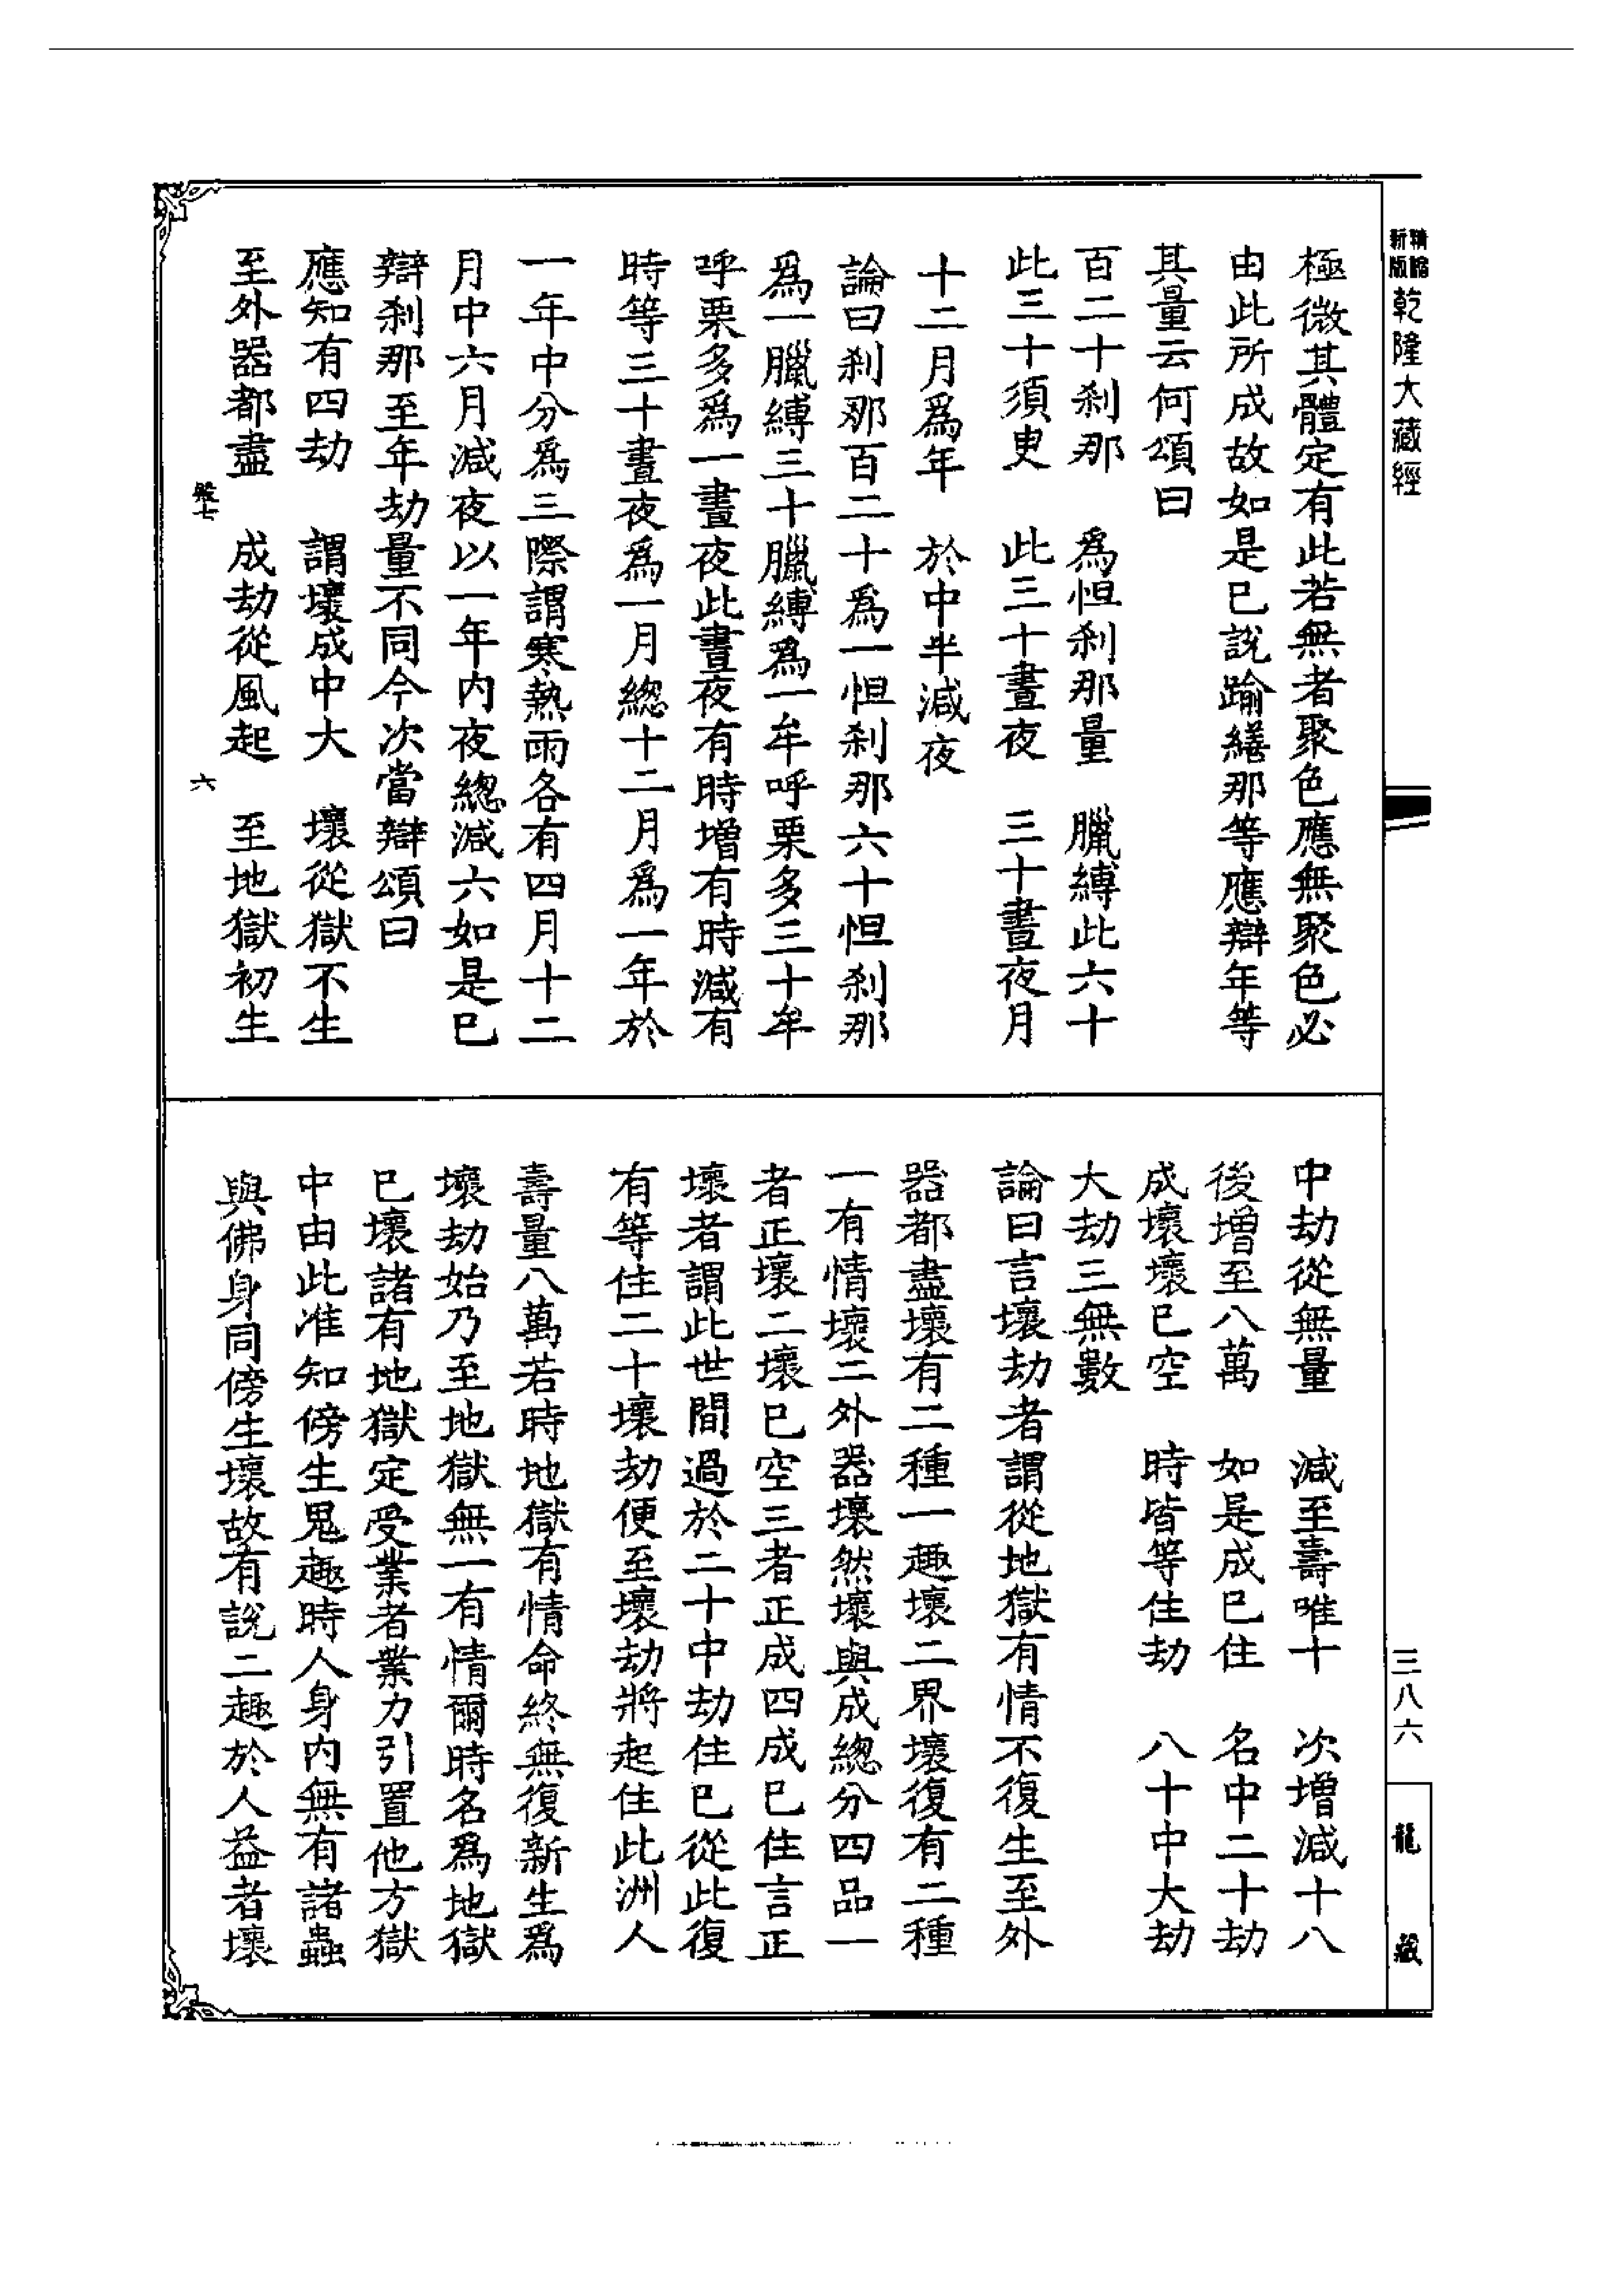 新版 精縮 乾隆大藏經
三八六
龍藏
極微其體定有此若無者聚色應無聚色必
由此所成故如是已說踰繕那等應辯年等
其量云何頌曰
百二十剎那　為怛剎那量　臘縛此六十
此三十須臾　此三十晝夜　三十晝夜月
十二月為年　於中半減夜
論曰剎那百二十為一怛剎那六十怛剎那
為一臘縛三十臘縛為一牟呼栗多三十牟
呼栗多為一晝夜此晝夜有時增有時減有
時等三十晝夜為一月總十二月為一年於
一年中分為三際謂寒熱雨各有四月十二
月中六月減夜以一年內夜總減六如是已
辯剎那至年劫量不同今次當辯頌曰
應知有四劫　謂壞成中大　壞從獄不生
至外器都盡　成劫從風起　至地獄初生
盤七　六
中劫從無量　減至壽唯十　次增減十八
後增至八萬　如是成已住　名中二十劫
成壞壞已空　時皆等住劫　八十中大劫
大劫三無數
論曰言壞劫者謂從地獄有情不復生至外
器都盡壞有二種一趣壞二界壞復有二種
一有情壞二外器壞然壞與成總分四品一
者正壞二壞已空三者正成四成已住言正
壞者謂此世間過於二十中劫住已從此復
有等住二十壞劫便至壞劫將起住此洲人
壽量八萬若時地獄有情命終無復新生為
壞劫始乃至地獄無一有情爾時名為地獄
已壞諸有地獄定受業者業力引置他方獄
中由此准知傍生鬼趣時人身內無有諸蟲
與佛身同傍生壞故有說二趣於人益者壞